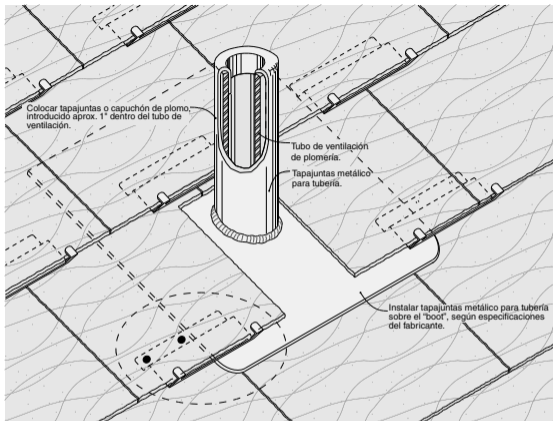 Colocar tapajuntas o capuchón de plomo,
introducido aprox. 1" dentro del tubo de
ventilación.
Tubo de ventilación
de plomería.
Tapajuntas metálico
para tubería.
Instalar tapajuntas metálico para tubería
sobre el "boot", según especificaciones
del fabricante.